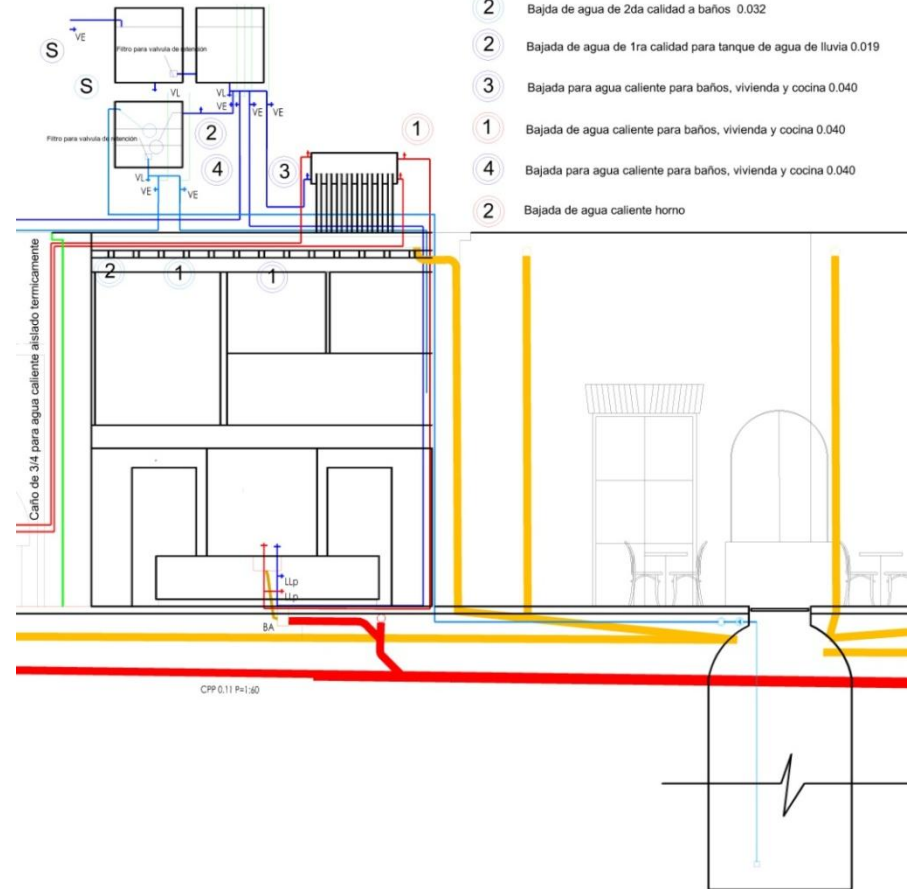 2 Bajda de agua de 2da calidad a baños 0.032
S
VE
Filtro para valvula de retención
2 Bajada de agua de 1ra calidad para tanque de agua de lluvia 0.019
S
VL
VE
VE
VE
3 Bajada para agua caliente para baños, vivienda y cocina 0.040
Filtro para valvula de retención
2
1
1 Bajada de agua caliente para baños, vivienda y cocina 0.040
4
3
4 Bajada para agua caliente para baños, vivienda y cocina 0.040
VL
VE
VE
2 Bajada de agua caliente horno
2
1
1
Caño de 3/4 para agua caliente aislado termicamente
LLp
LLp
BA
CPP 0.11 P=1:60